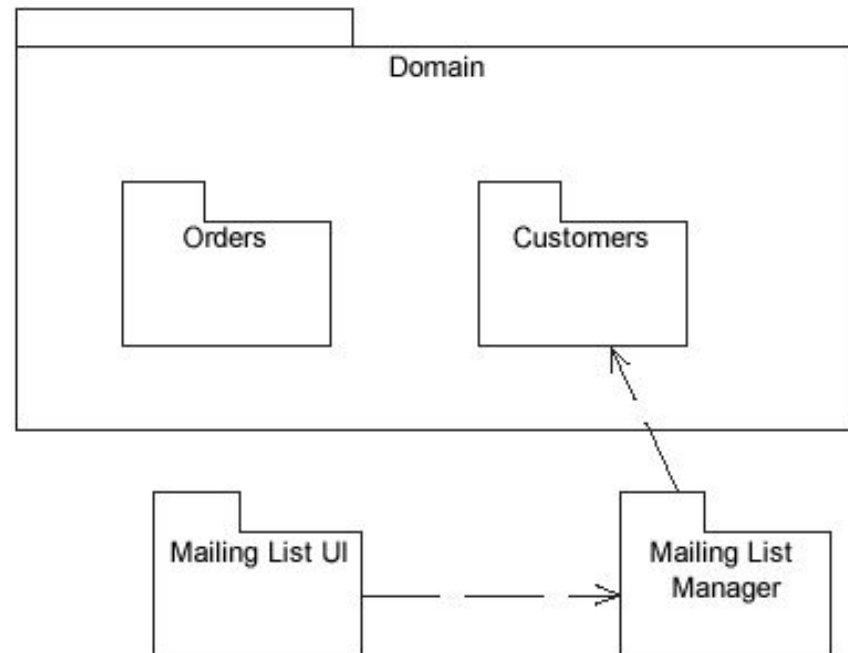 Domain
Orders
Customers
Mailing List UI
Mailing List
Manager